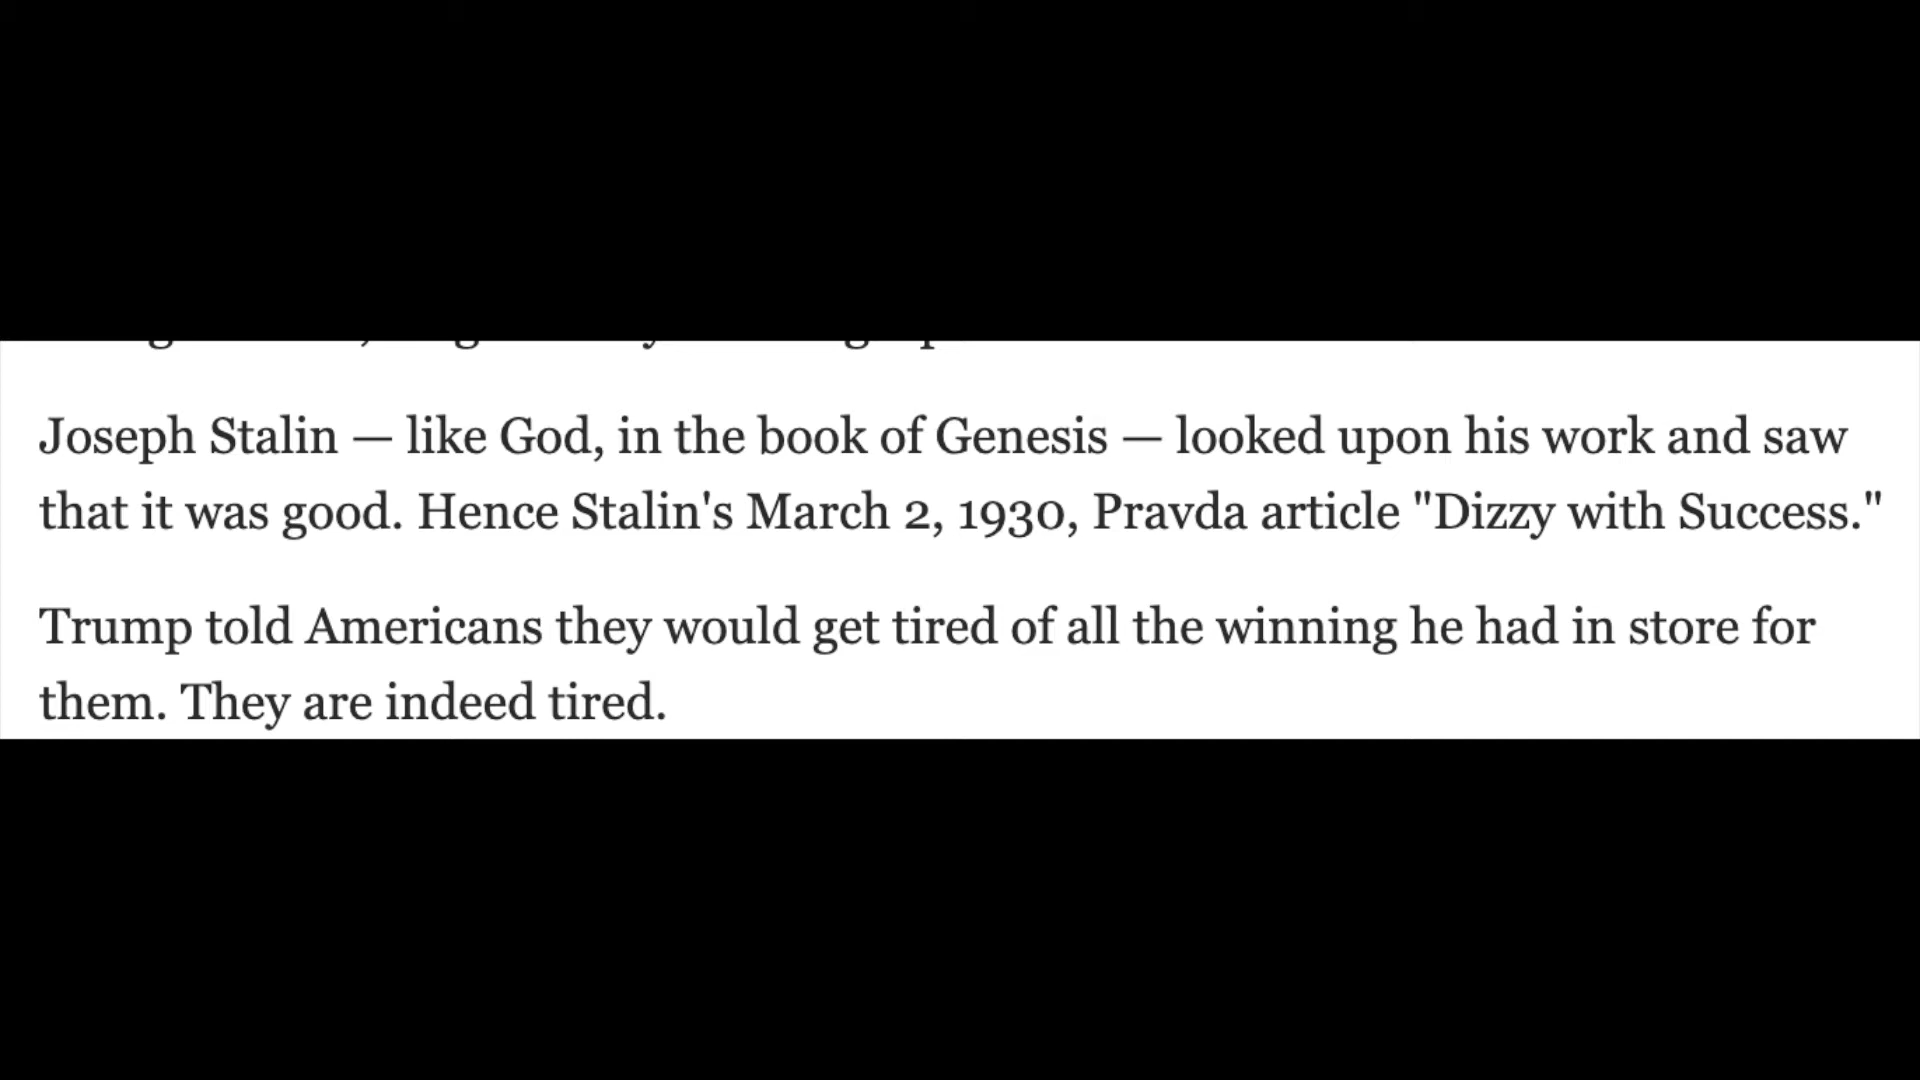 Joseph Stalin — like God, in the book of Genesis — looked upon his work and saw
that it was good. Hence Stalin's March 2, 1930, Pravda article "Dizzy with Success."
Trump told Americans they would get tired of all the winning he had in store for
them. They are indeed tired.